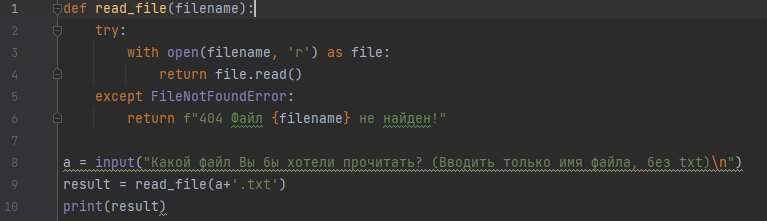 1 def read_file(filename):
2     try:
3         with open(filename, 'r') as file:
4             return file.read()
5     except FileNotFoundError:
6         return f"404 Файл {filename} не найден!"
7
8 a = input("Какой файл Вы бы хотели прочитать? (Вводить только имя файла, без txt)\n")
9 result = read_file(a+'.txt')
10 print(result)